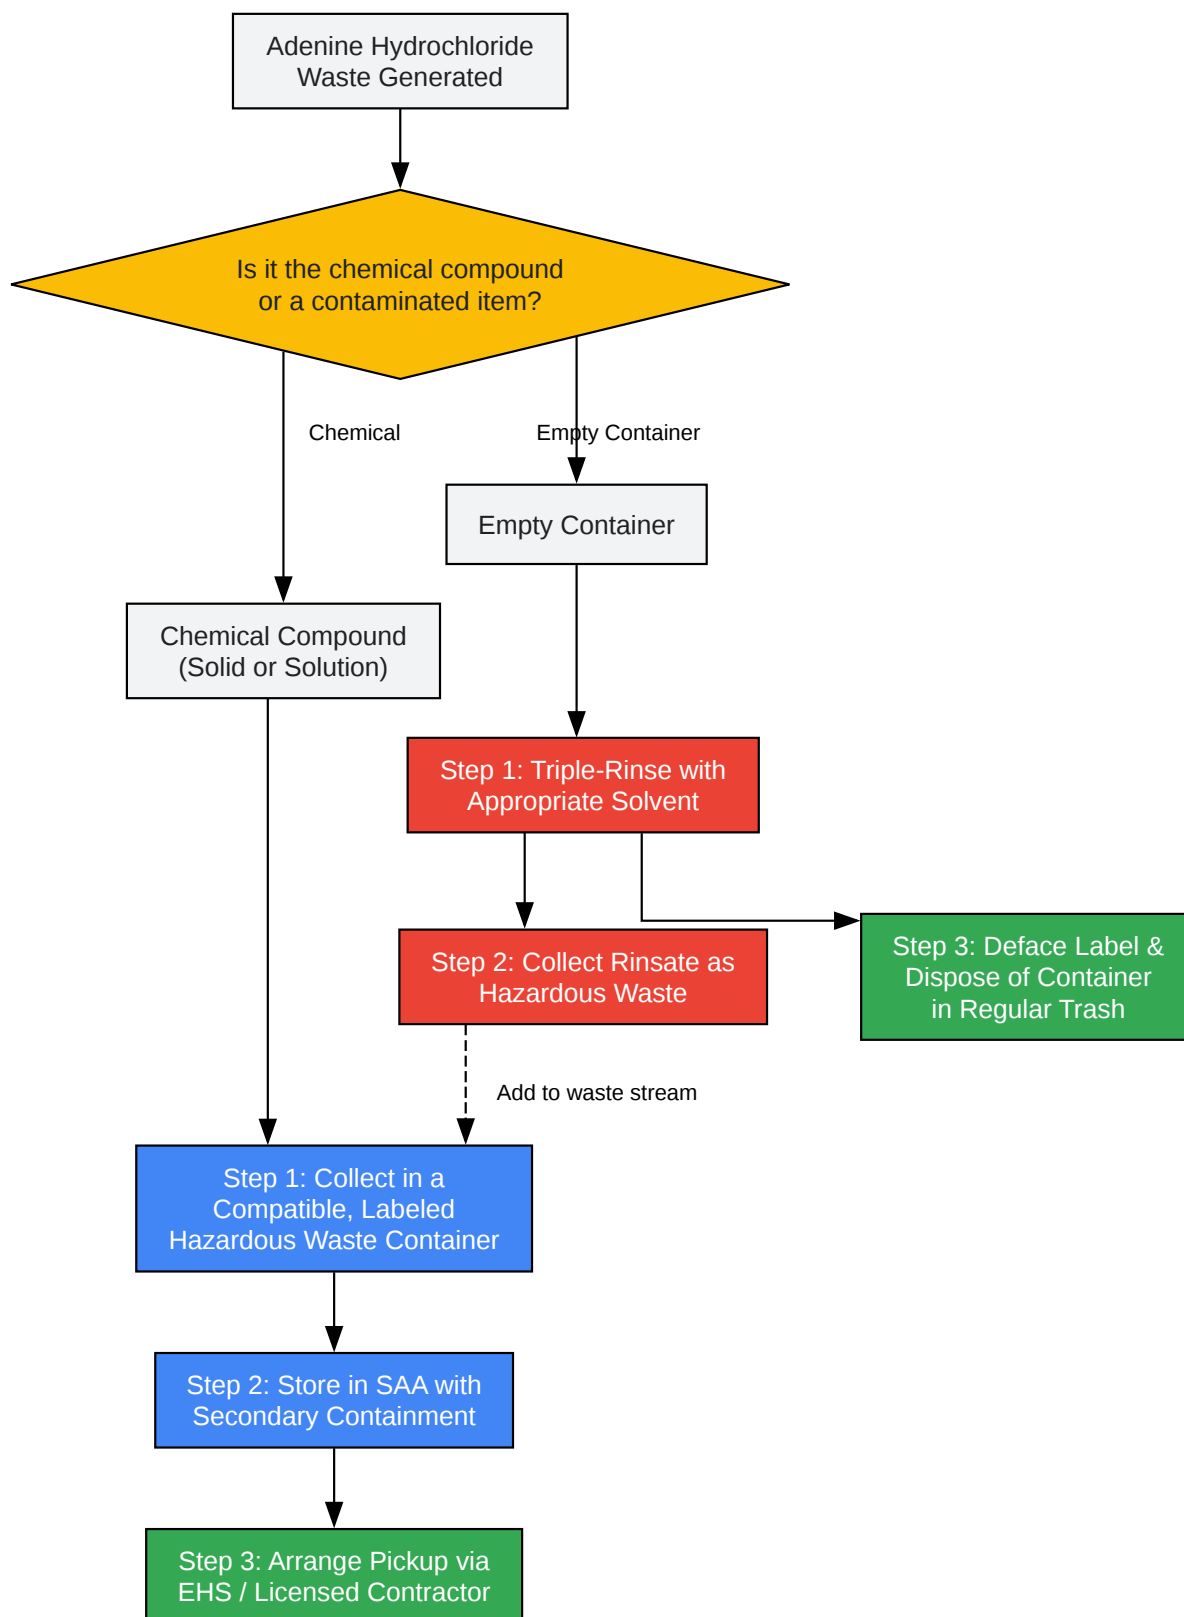 Adenine Hydrochloride
Waste Generated
Is it the chemical compound
or a contaminated item?
Chemical
Empty Container
Empty Container
Chemical Compound
(Solid or Solution)
Step 1: Triple-Rinse with
Appropriate Solvent
Step 2: Collect Rinsate as
Hazardous Waste
Step 3: Deface Label &
Dispose of Container
in Regular Trash
Add to waste stream
Step 1: Collect in a
Compatible, Labeled
Hazardous Waste Container
Step 2: Store in SAA with
Secondary Containment
Step 3: Arrange Pickup via
EHS / Licensed Contractor